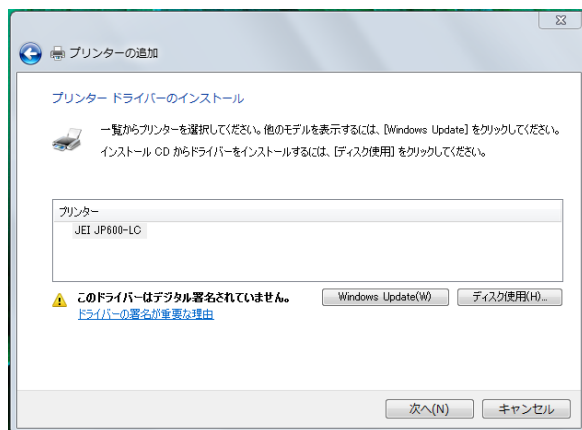 プリンターの追加
プリンター ドライバーのインストール
一覧からプリンターを選択してください。他のモデルを表示するには、[Windows Update] をクリックしてください。
インストール CD からドライバーをインストールするには、[ディスク使用] をクリックしてください。
プリンター
JEI JP600-LC
このドライバーはデジタル署名されていません。
Windows Update(W)
ディスク使用(H)...
ドライバーの署名が重要な理由
次へ(N)
キャンセル